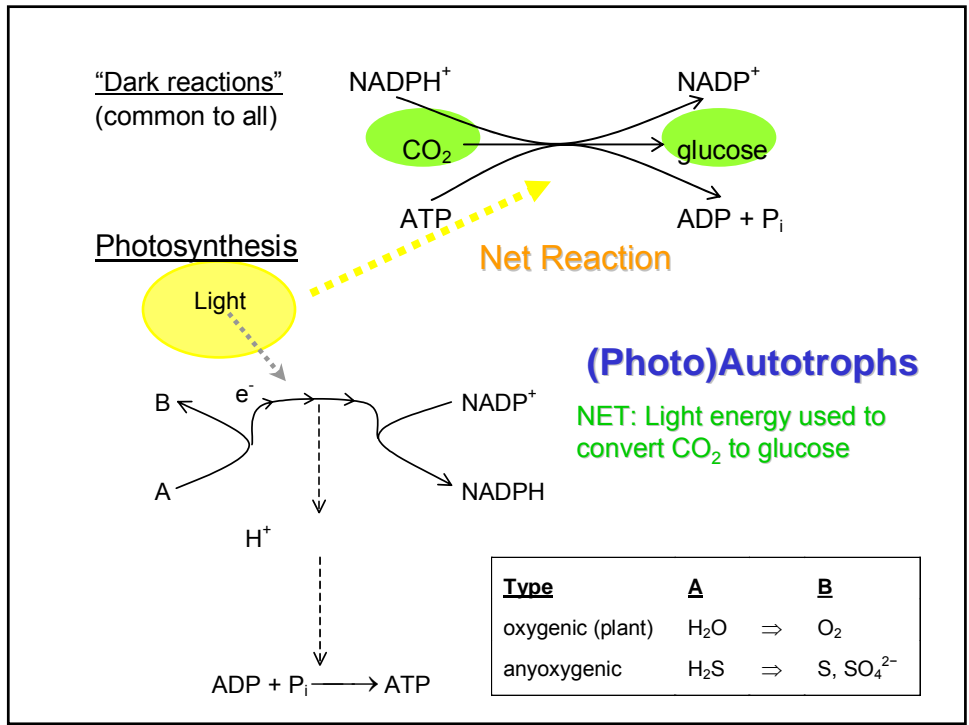 “Dark reactions”
(common to all)
NADPH⁺ NADP⁺
CO₂ glucose
ATP ADP + Pᵢ
Photosynthesis
Net Reaction
Light
(Photo)Autotrophs
NET: Light energy used to
convert CO₂ to glucose
B e⁻ NADP⁺
A NADPH
H⁺
ADP + Pᵢ ATP
Type A B
oxygenic (plant) H₂O ⇒ O₂
anyoxygenic H₂S ⇒ S, SO₄²⁻